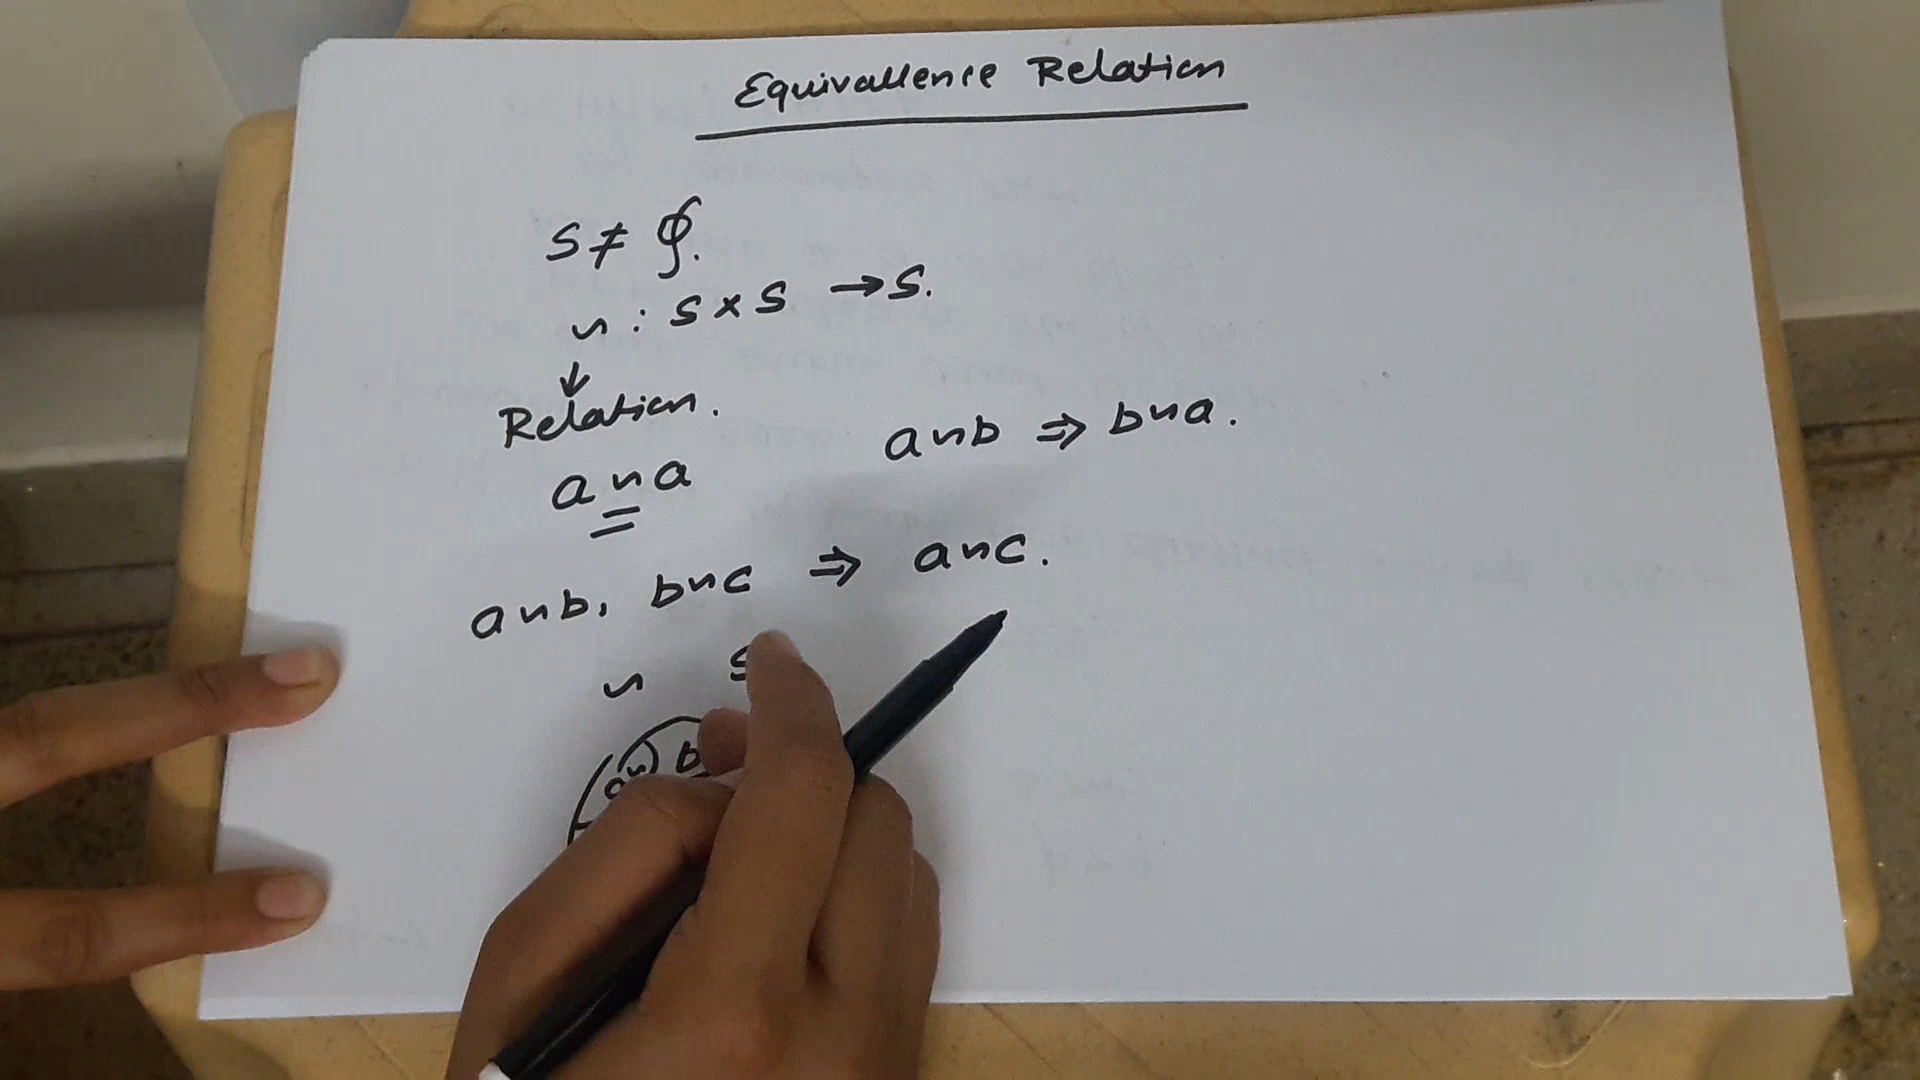 Equivallence Relation
S ≠ ϕ.
~ : S × S → S.
↓
Relation.
a ~ a
a ~ b ⇒ b ~ a.
a ~ b, b ~ c ⇒ a ~ c.
~ S
a ~ b